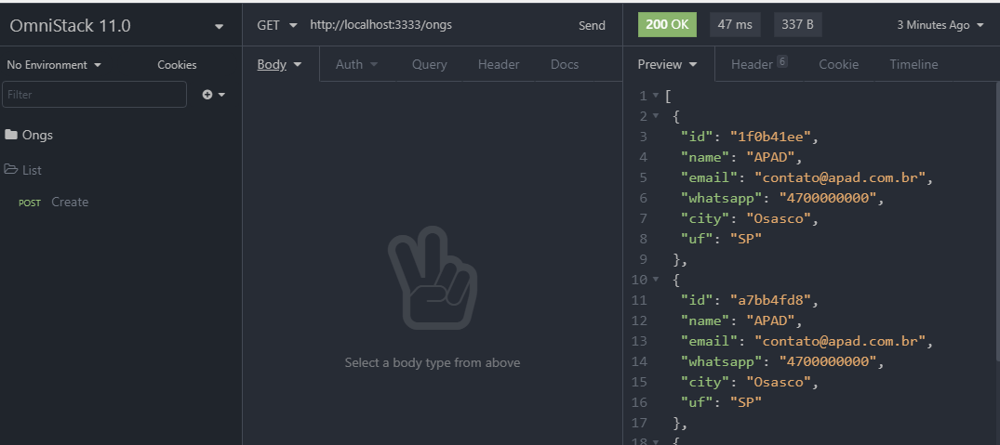 OmniStack 11.0
No Environment
Cookies
Filter
Ongs
List
POST Create
GET http://localhost:3333/ongs Send
Body Auth Query Header Docs
Select a body type from above
200 OK 47 ms 337 B 3 Minutes Ago
Preview Header 6 Cookie Timeline
1 [
2 {
3 "id": "1f0b41ee",
4 "name": "APAD",
5 "email": "contato@apad.com.br",
6 "whatsapp": "4700000000",
7 "city": "Osasco",
8 "uf": "SP"
9 },
10 {
11 "id": "a7bb4fd8",
12 "name": "APAD",
13 "email": "contato@apad.com.br",
14 "whatsapp": "4700000000",
15 "city": "Osasco",
16 "uf": "SP"
17 },
18 {